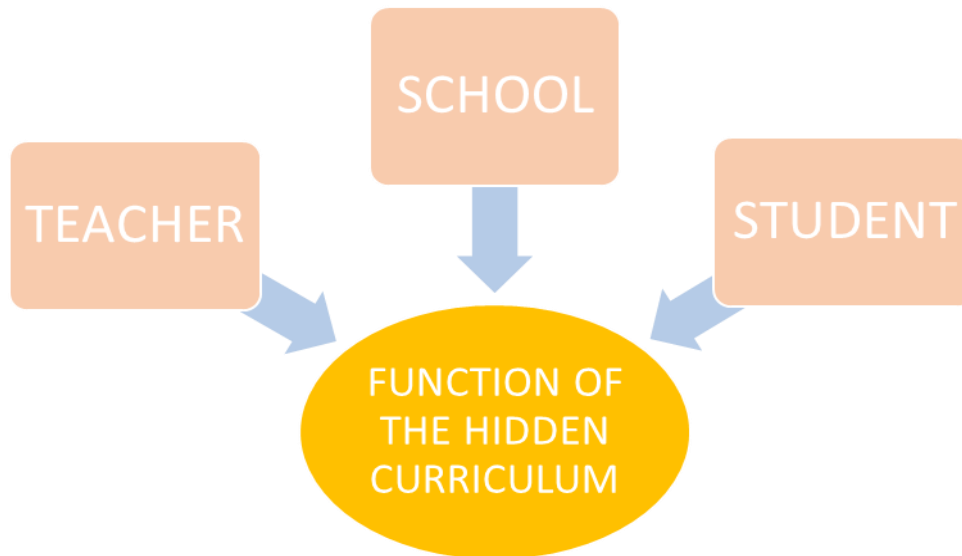 SCHOOL
TEACHER
STUDENT
FUNCTION OF
THE HIDDEN
CURRICULUM